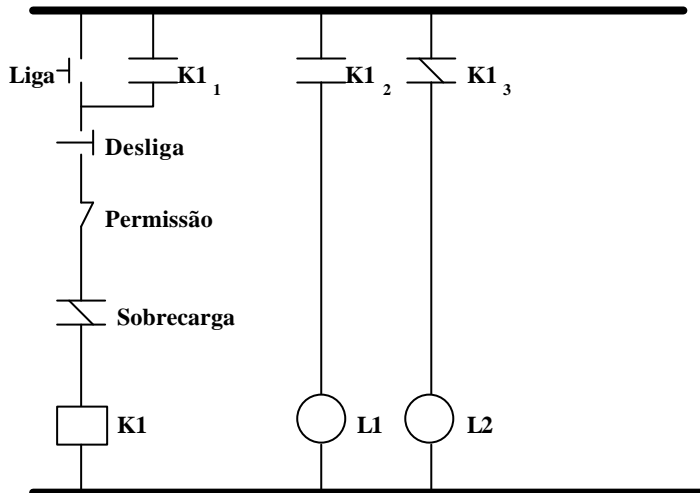 Liga K1 1 K1 2 K1 3
Desliga
Permissão
Sobrecarga
K1 L1 L2